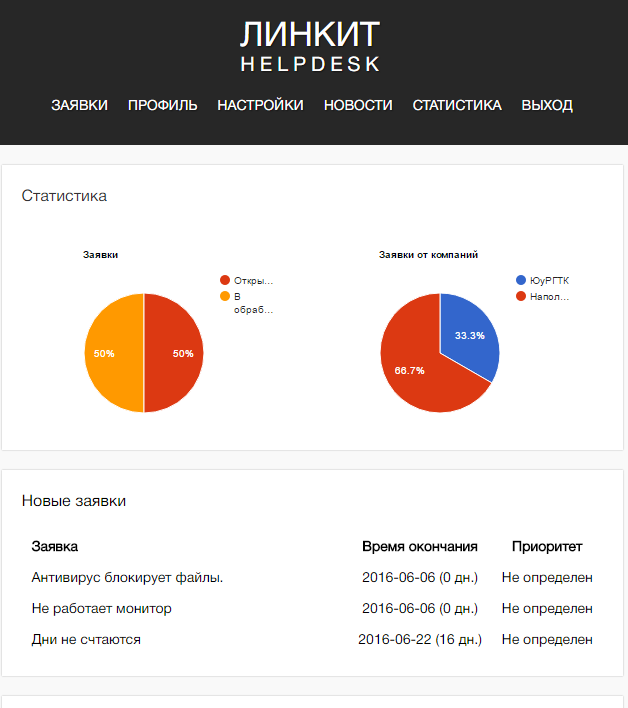 ЛИНКИТ
HELPDESK
ЗАЯВКИ ПРОФИЛЬ НАСТРОЙКИ НОВОСТИ СТАТИСТИКА ВЫХОД
Статистика
Заявки
Откры...
В
обраб...
50% 50%
Заявки от компаний
ЮуРГТК
Напол...
33.3%
66.7%
Новые заявки
Заявка Время окончания Приоритет
Антивирус блокирует файлы. 2016-06-06 (0 дн.) Не определен
Не работает монитор 2016-06-06 (0 дн.) Не определен
Дни не счтаются 2016-06-22 (16 дн.) Не определен